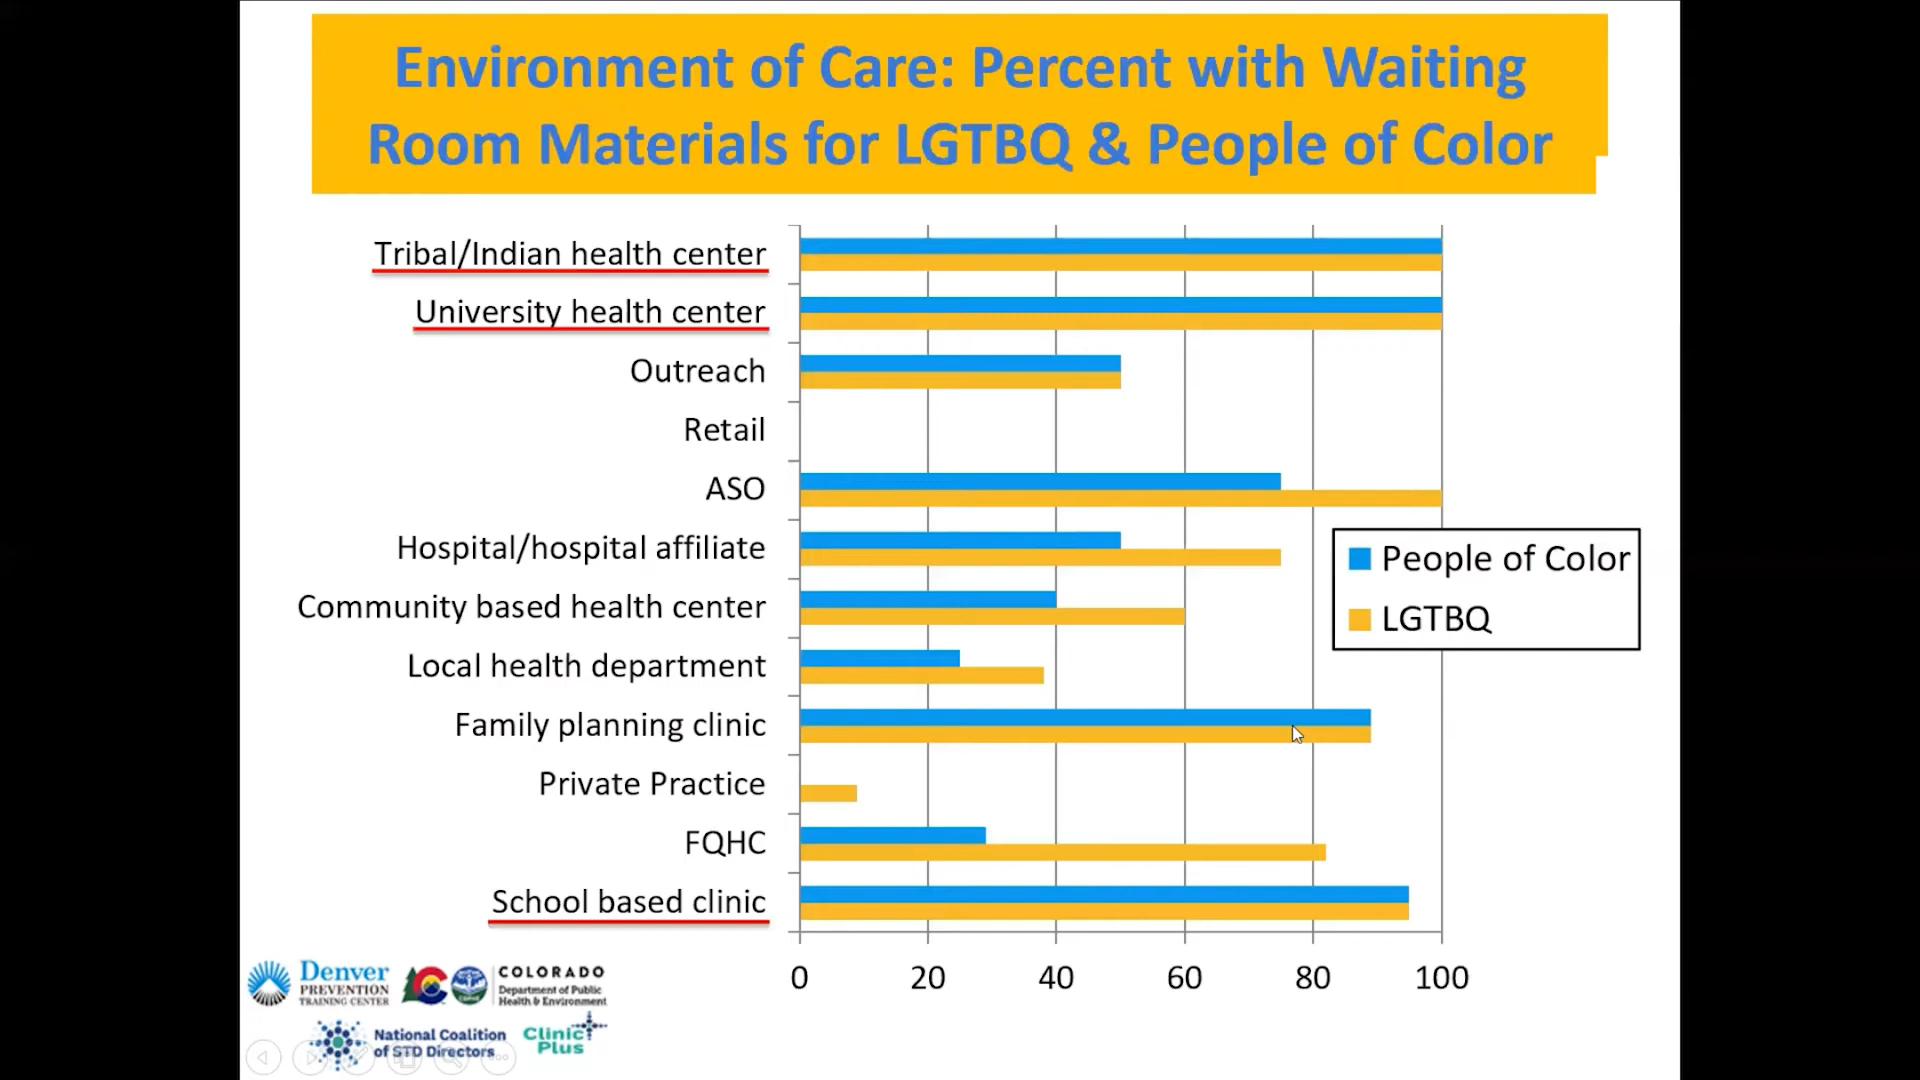 Environment of Care: Percent with Waiting
Room Materials for LGTBQ & People of Color
Tribal/Indian health center
University health center
Outreach
Retail
ASO
Hospital/hospital affiliate
Community based health center
Local health department
Family planning clinic
Private Practice
FQHC
School based clinic
0 20 40 60 80 100
People of Color
LGTBQ
Denver
PREVENTION
TRAINING CENTER
COLORADO
Department of Public
Health & Environment
National Coalition
of STD Directors
Clinic
Plus